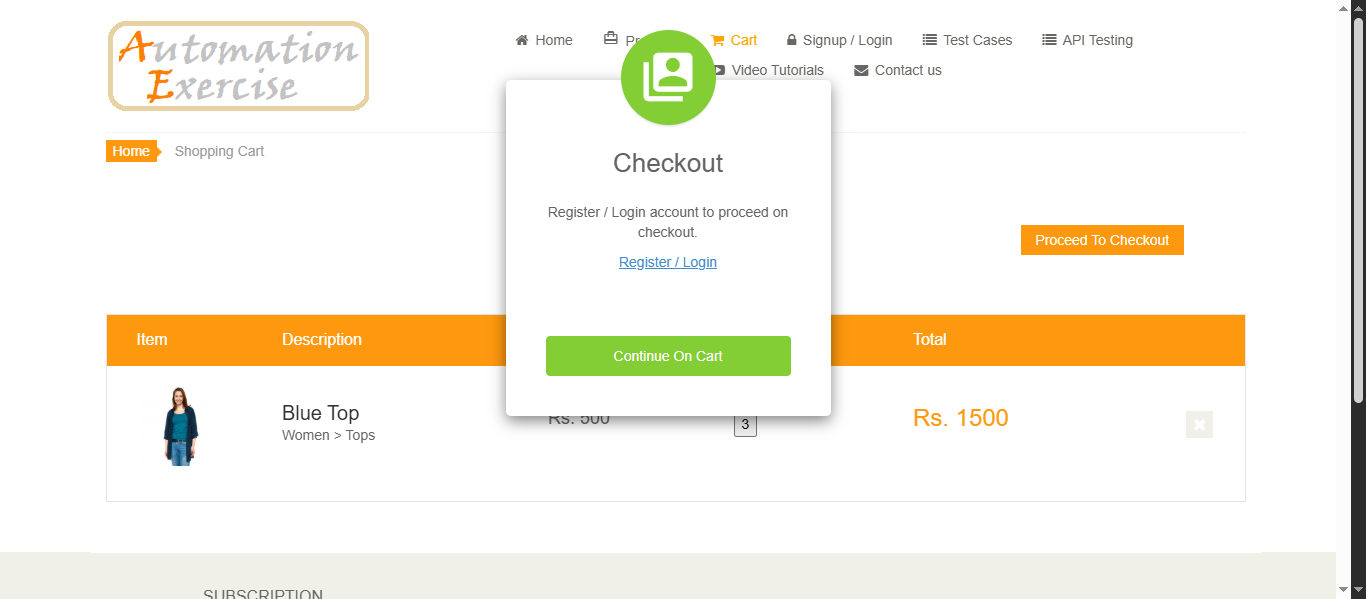 Automation
Exercise
Home
Cart
Signup / Login
Test Cases
API Testing
Video Tutorials
Contact us
Home
Shopping Cart
Checkout
Register / Login account to proceed on
checkout.
Register / Login
Continue On Cart
Proceed To Checkout
Item
Description
Total
Blue Top
Women > Tops
Rs. 500
3
Rs. 1500
SUBSCRIPTION